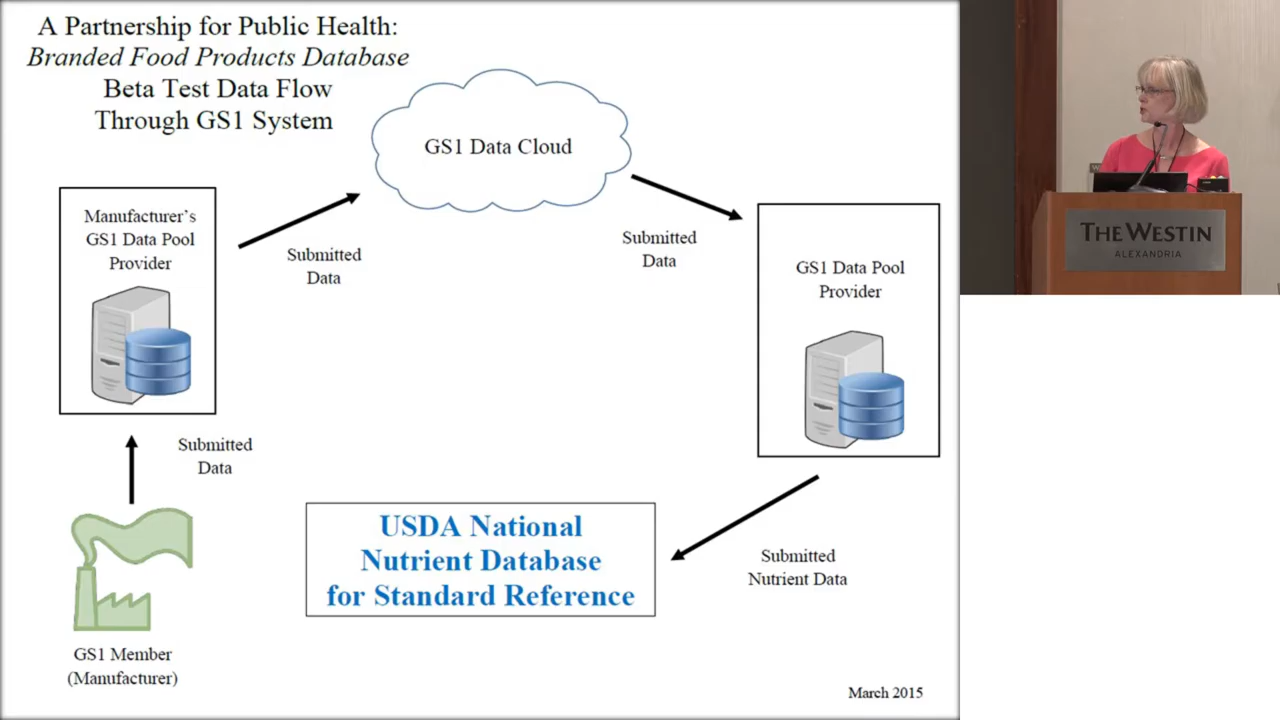 A Partnership for Public Health:
Branded Food Products Database
Beta Test Data Flow
Through GS1 System
GS1 Data Cloud
Manufacturer's
GS1 Data Pool
Provider
Submitted
Data
Submitted
Data
GS1 Data Pool
Provider
Submitted
Data
USDA National
Nutrient Database
for Standard Reference
Submitted
Nutrient Data
GS1 Member
(Manufacturer)
March 2015
THE WESTIN
ALEXANDRIA